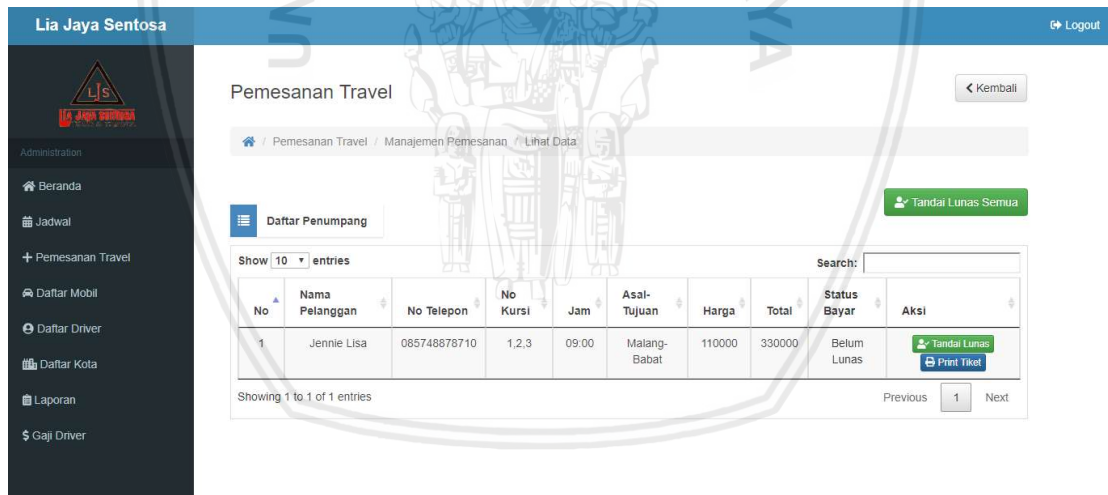 Lia Jaya Sentosa
Logout
LJS
LIA JAYA SENTOSA
Administration
Beranda
Jadwal
Pemesanan Travel
Daftar Mobil
Daftar Driver
Daftar Kota
Laporan
$ Gaji Driver
Pemesanan Travel
Kembali
/ Pemesanan Travel / Manajemen Pemesanan / Lihat Data
Tandai Lunas Semua
Daftar Penumpang
Show 10 entries
Search:
No Nama Pelanggan No Telepon No Kursi Jam Asal-Tujuan Harga Total Status Bayar Aksi
1 Jennie Lisa 085748878710 1,2,3 09:00 Malang-Babat 110000 330000 Belum Lunas Tandai Lunas
Print Tiket
Showing 1 to 1 of 1 entries
Previous 1 Next